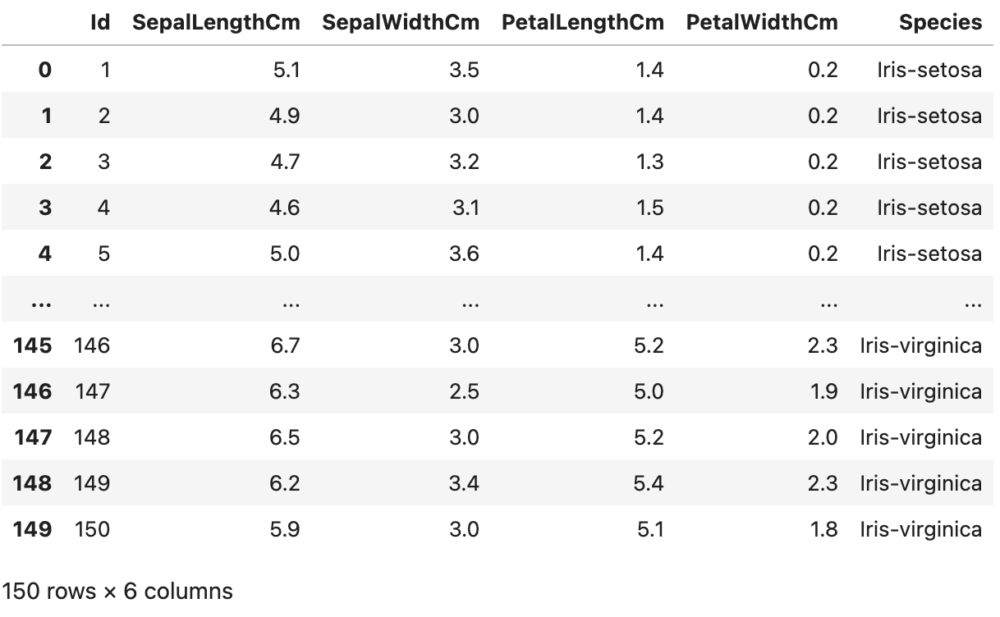 Id SepalLengthCm SepalWidthCm PetalLengthCm PetalWidthCm Species
0 1 5.1 3.5 1.4 0.2 Iris-setosa
1 2 4.9 3.0 1.4 0.2 Iris-setosa
2 3 4.7 3.2 1.3 0.2 Iris-setosa
3 4 4.6 3.1 1.5 0.2 Iris-setosa
4 5 5.0 3.6 1.4 0.2 Iris-setosa
... ... ... ... ... ... ...
145 146 6.7 3.0 5.2 2.3 Iris-virginica
146 147 6.3 2.5 5.0 1.9 Iris-virginica
147 148 6.5 3.0 5.2 2.0 Iris-virginica
148 149 6.2 3.4 5.4 2.3 Iris-virginica
149 150 5.9 3.0 5.1 1.8 Iris-virginica
150 rows × 6 columns